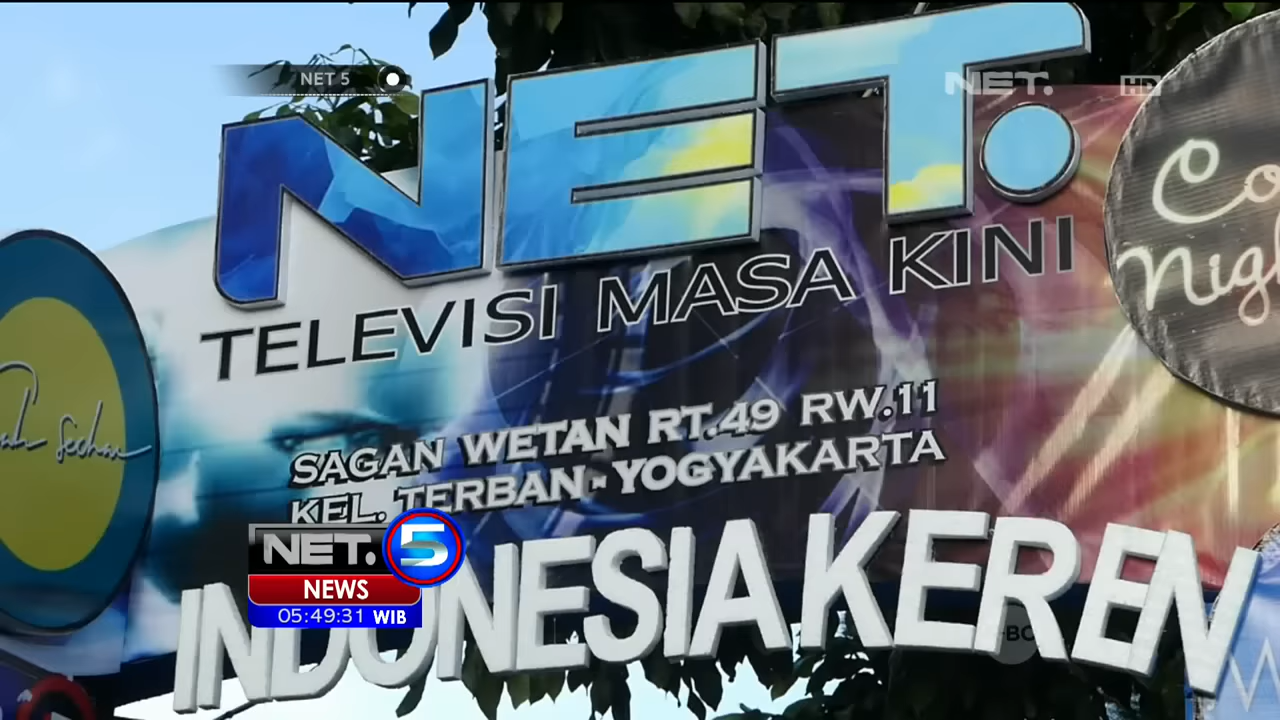 NET 5
NET.
HD
NET.
TELEVISI MASA KINI
SAGAN WETAN RT.49 RW.11
KEL. TERBAN - YOGYAKARTA
INDONESIA KEREN
NET. 5
NEWS
05:49:31 WIB